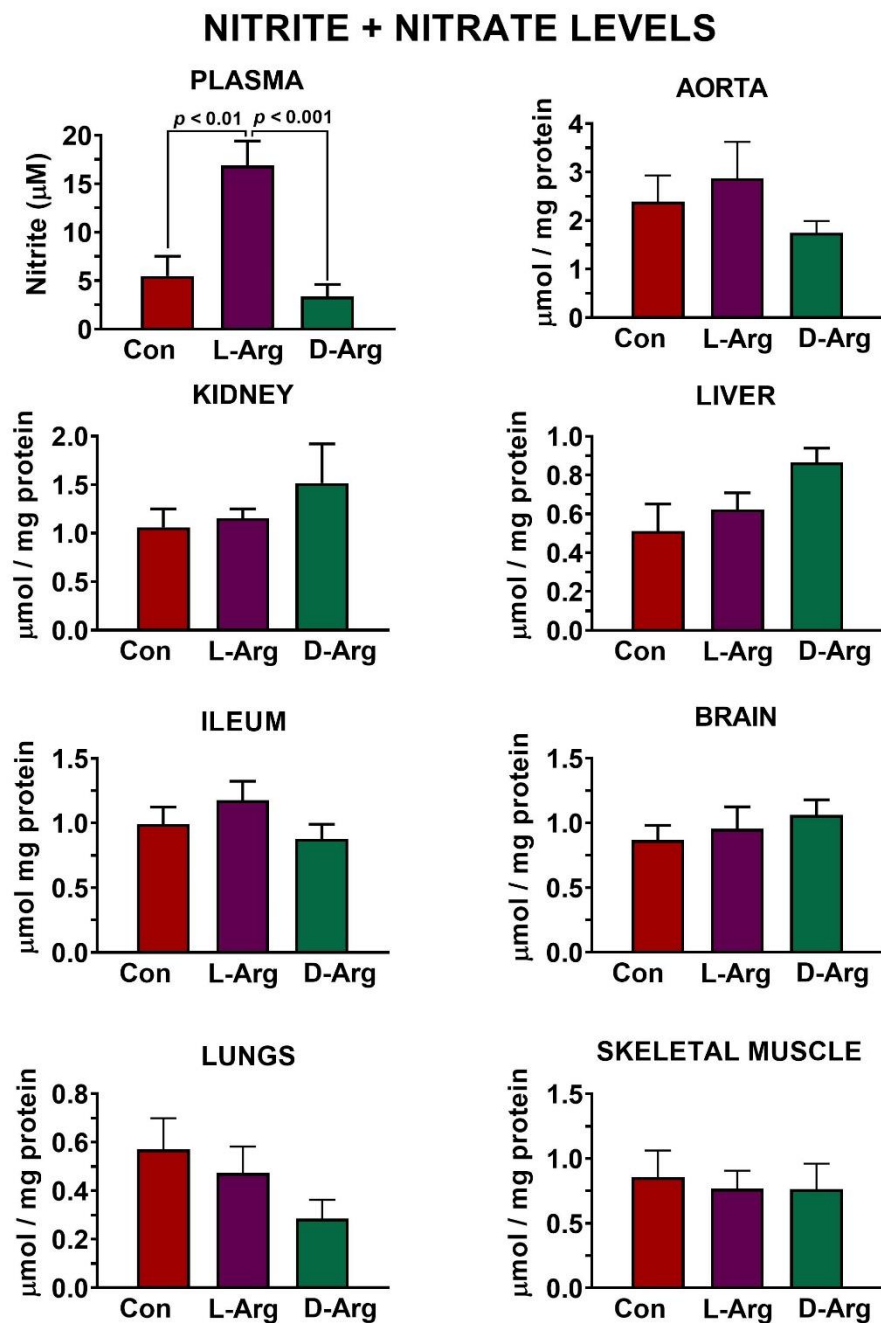 NITRITE + NITRATE LEVELS
PLASMA
p < 0.01 p < 0.001
Nitrite (μM)
20
15
10
5
0
Con L-Arg D-Arg
AORTA
μmol / mg protein
4
3
2
1
0
Con L-Arg D-Arg
KIDNEY
μmol / mg protein
2.0
1.5
1.0
0.5
0.0
Con L-Arg D-Arg
LIVER
μmol / mg protein
1.0
0.8
0.6
0.4
0.2
0.0
Con L-Arg D-Arg
ILEUM
μmol mg protein
1.5
1.0
0.5
0.0
Con L-Arg D-Arg
BRAIN
μmol / mg protein
1.5
1.0
0.5
0.0
Con L-Arg D-Arg
LUNGS
μmol / mg protein
0.8
0.6
0.4
0.2
0.0
Con L-Arg D-Arg
SKELETAL MUSCLE
μmol / mg protein
1.5
1.0
0.5
0.0
Con L-Arg D-Arg